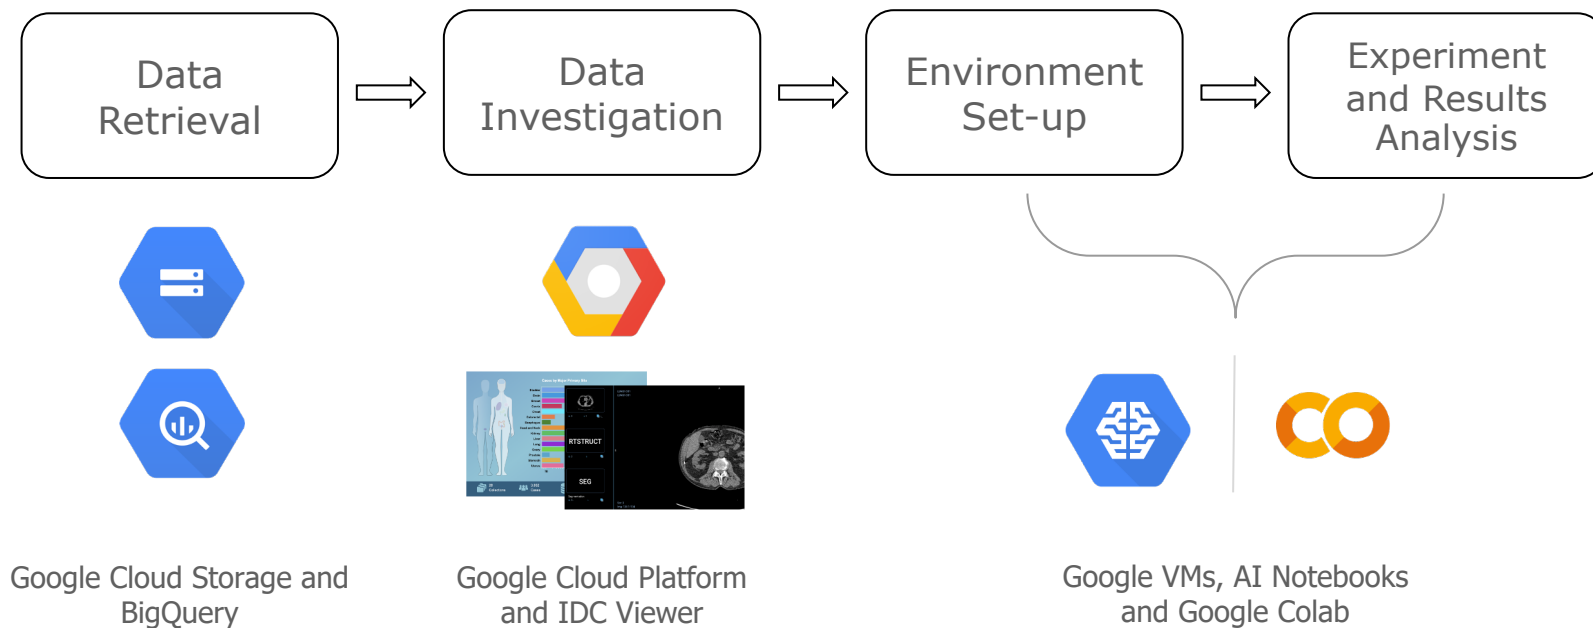 Data
Retrieval
Data
Investigation
Environment
Set-up
Experiment
and Results
Analysis
RTSTRUCT
SEG
Google Cloud Storage and
BigQuery
Google Cloud Platform
and IDC Viewer
Google VMs, AI Notebooks
and Google Colab